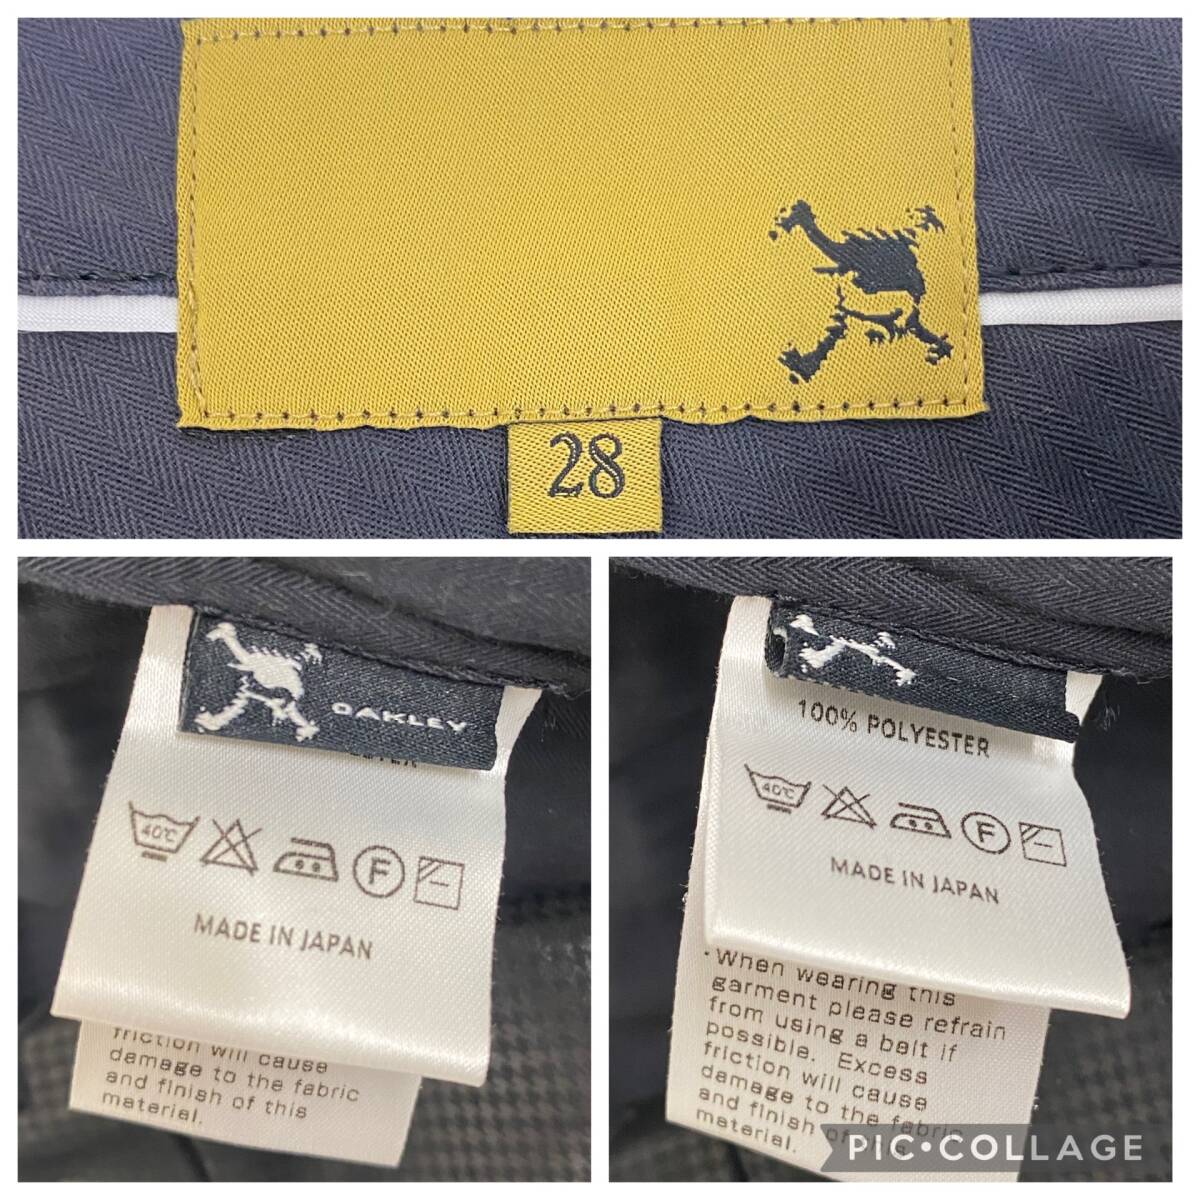 28
OAKLEY
40℃
F
MADE IN JAPAN
friction will cause
damage to the fabric
and finish of this
material.
100% POLYESTER
40℃
F
MADE IN JAPAN
·When wearing this
garment please refrain
from using a belt if
possible. Excess
friction will cause
damage to the fabric
and finish of this
material.
PIC•COLLAGE